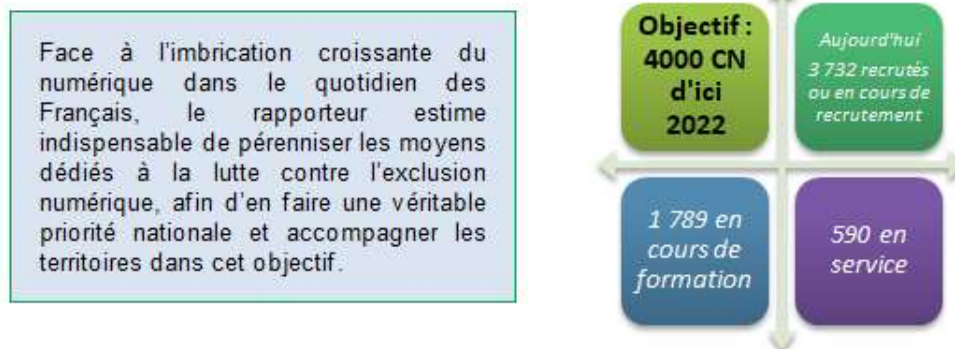 Face à l'imbrication croissante du
numérique dans le quotidien des
Français, le rapporteur estime
indispensable de pérenniser les moyens
dédiés à la lutte contre l'exclusion
numérique, afin d'en faire une véritable
priorité nationale et accompagner les
territoires dans cet objectif.
Objectif :
4000 CN
d'ici
2022
Aujourd'hui
3 732 recrutés
ou en cours de
recrutement
1 789 en
cours de
formation
590 en
service